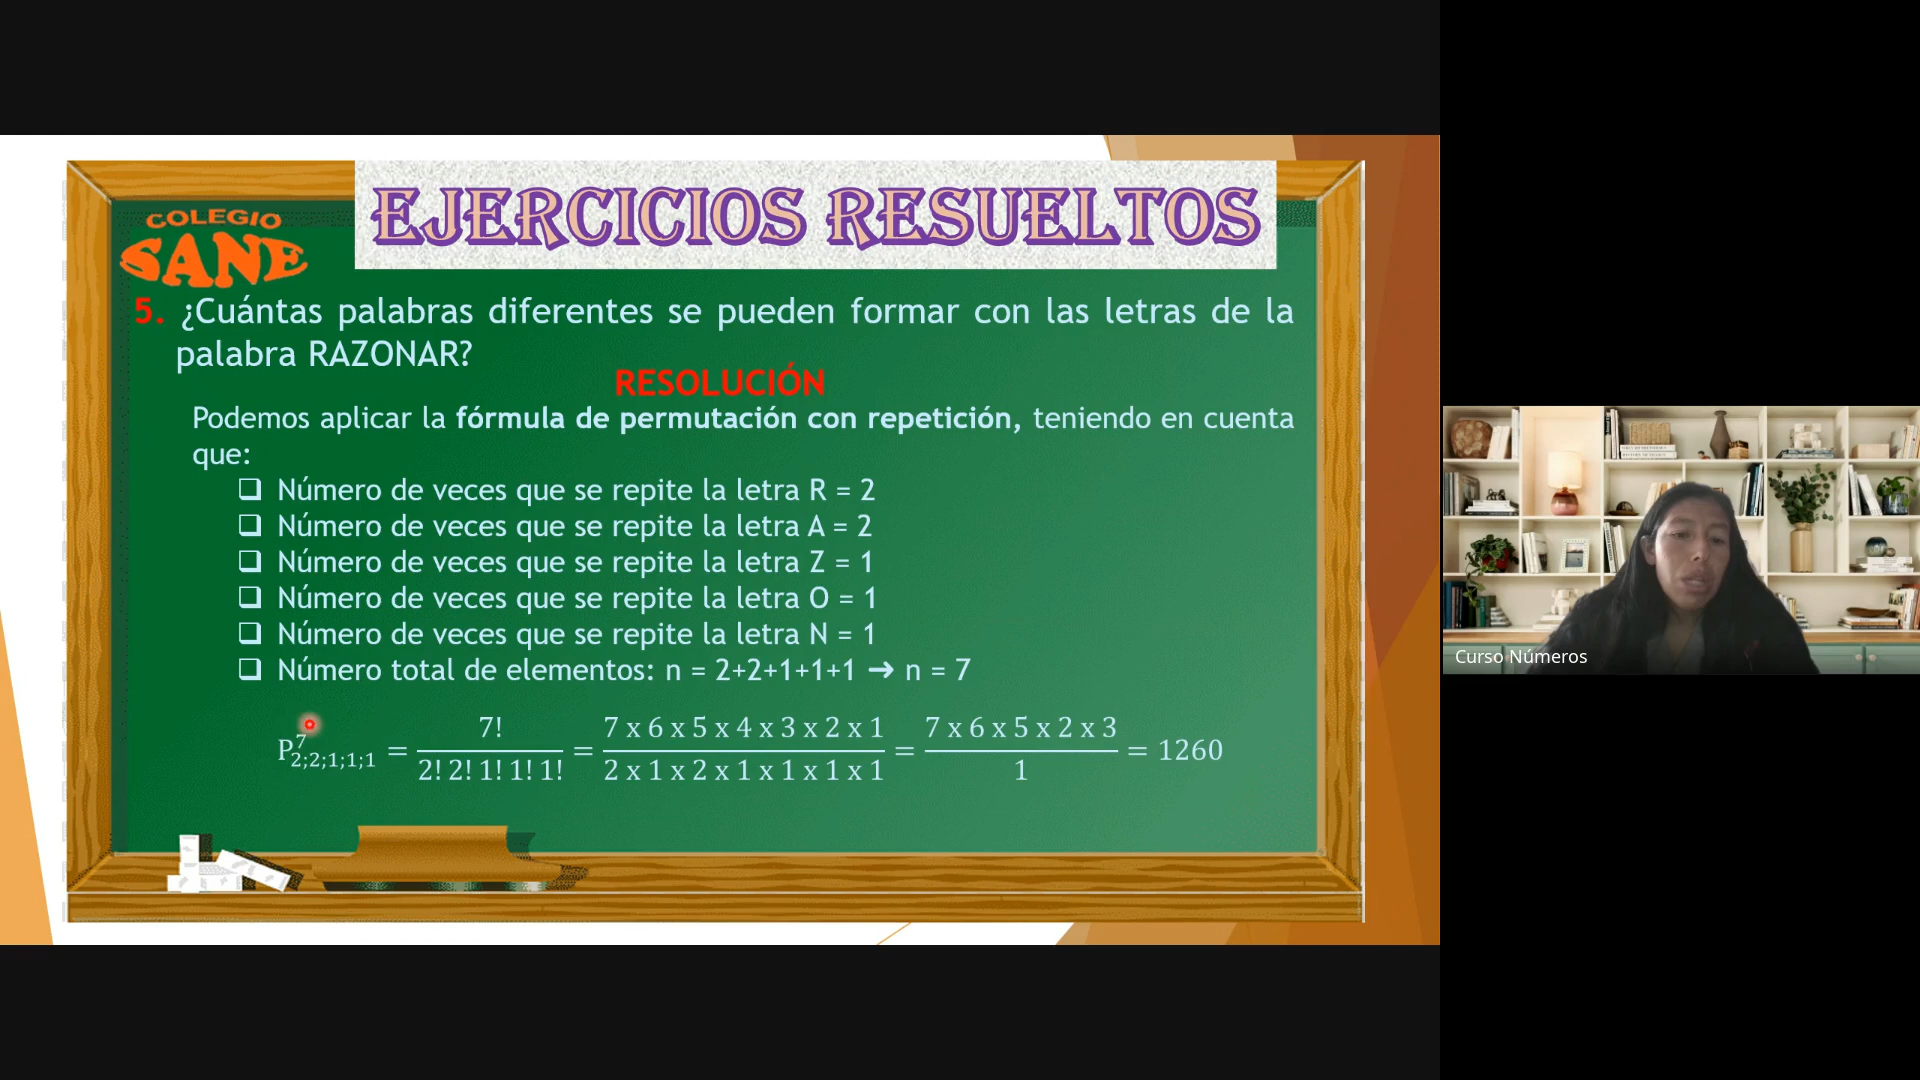 EJERCICIOS RESUELTOS
COLEGIO
SANE
5. ¿Cuántas palabras diferentes se pueden formar con las letras de la
palabra RAZONAR?
RESOLUCIÓN
Podemos aplicar la fórmula de permutación con repetición, teniendo en cuenta
que:
❑ Número de veces que se repite la letra R = 2
❑ Número de veces que se repite la letra A = 2
❑ Número de veces que se repite la letra Z = 1
❑ Número de veces que se repite la letra O = 1
❑ Número de veces que se repite la letra N = 1
❑ Número total de elementos: n = 2+2+1+1+1 → n = 7
P^7_{2;2;1;1;1} = 7! / 2! 2! 1! 1! 1! = 7 x 6 x 5 x 4 x 3 x 2 x 1 / 2 x 1 x 2 x 1 x 1 x 1 x 1 = 7 x 6 x 5 x 2 x 3 / 1 = 1260
Curso Números